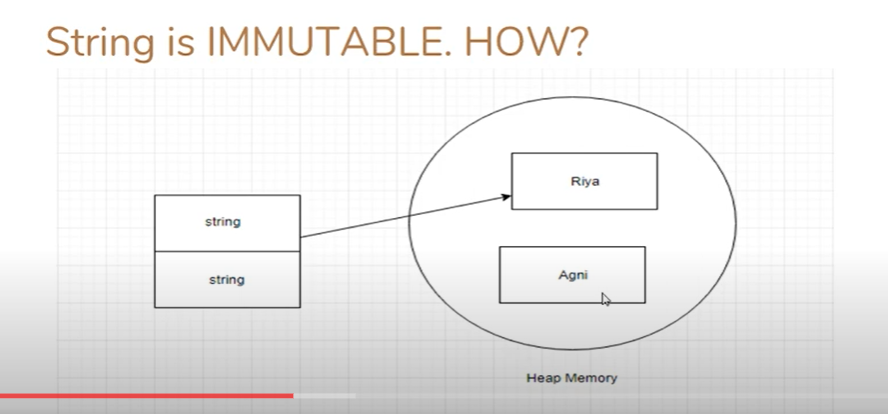 String is IMMUTABLE. HOW?
Riya
string
Agni
string
Heap Memory